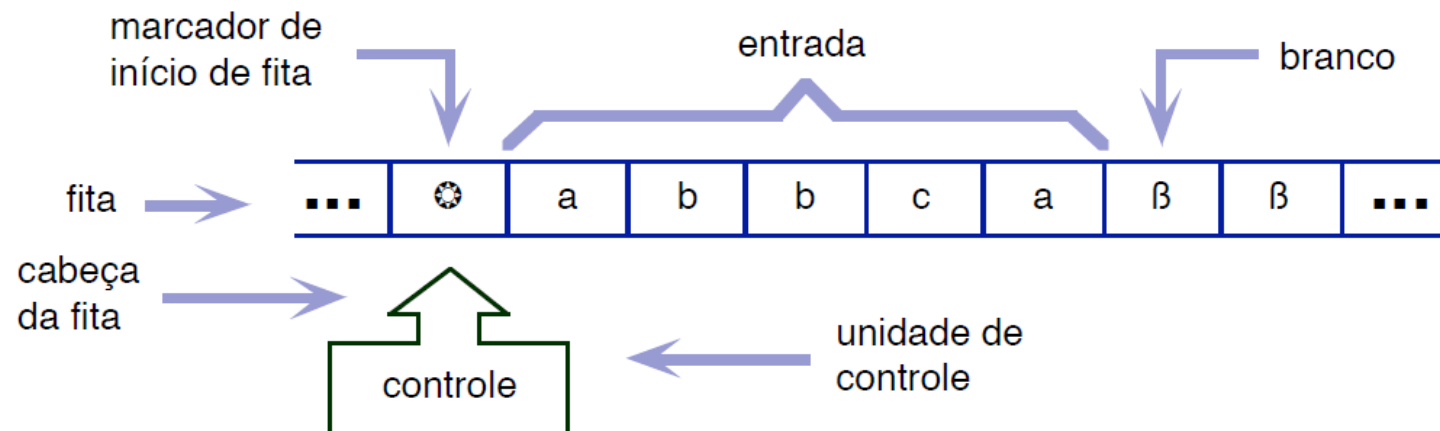 marcador de
início de fita
entrada
branco
fita
... ❂ a b b c a ß ß ...
cabeça
da fita
controle
unidade de
controle